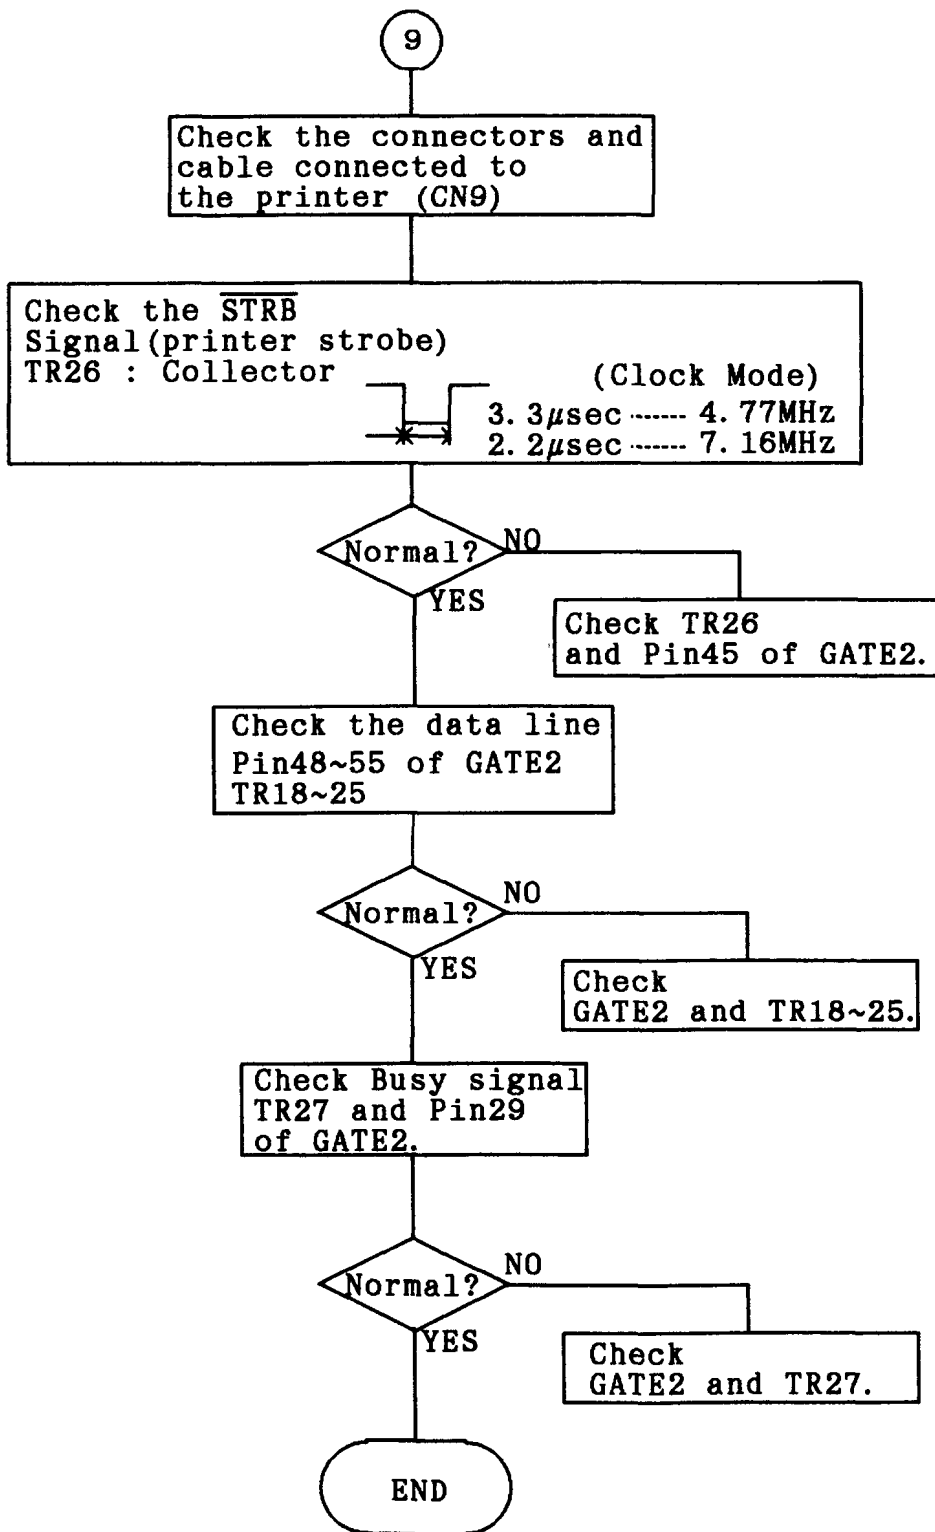 9
Check the connectors and
cable connected to
the printer (CN9)
Check the S̅T̅R̅B̅
Signal(printer strobe)
TR26 : Collector
(Clock Mode)
3.3μsec ------- 4.77MHz
2.2μsec ------- 7.16MHz
Normal?
NO
YES
Check TR26
and Pin45 of GATE2.
Check the data line
Pin48~55 of GATE2
TR18~25
Normal?
NO
YES
Check
GATE2 and TR18~25.
Check Busy signal
TR27 and Pin29
of GATE2.
Normal?
NO
YES
Check
GATE2 and TR27.
END